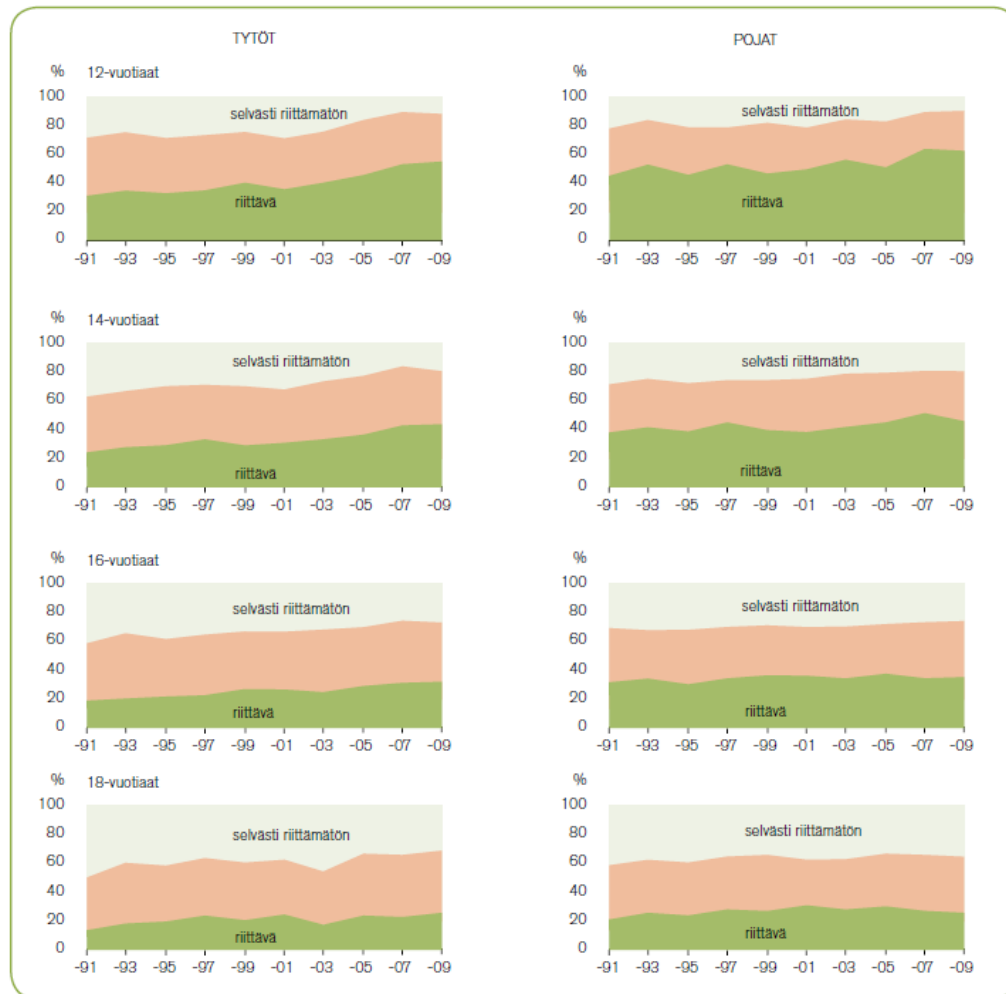 TYTÖT POJAT
% 12-vuotiaat %
100 selvästi riittämätön 100 selvästi riittämätön
80 80
60 60
40 40
20 riittävä 20 riittävä
0 0
-91 -93 -95 -97 -99 -01 -03 -05 -07 -09 -91 -93 -95 -97 -99 -01 -03 -05 -07 -09
% 14-vuotiaat %
100 selvästi riittämätön 100 selvästi riittämätön
80 80
60 60
40 40
20 riittävä 20 riittävä
0 0
-91 -93 -95 -97 -99 -01 -03 -05 -07 -09 -91 -93 -95 -97 -99 -01 -03 -05 -07 -09
% 16-vuotiaat %
100 100
80 selvästi riittämätön 80 selvästi riittämätön
60 60
40 40
20 riittävä 20 riittävä
0 0
-91 -93 -95 -97 -99 -01 -03 -05 -07 -09 -91 -93 -95 -97 -99 -01 -03 -05 -07 -09
% 18-vuotiaat %
100 100
80 selvästi riittämätön 80 selvästi riittämätön
60 60
40 40
20 riittävä 20 riittävä
0 0
-91 -93 -95 -97 -99 -01 -03 -05 -07 -09 -91 -93 -95 -97 -99 -01 -03 -05 -07 -09